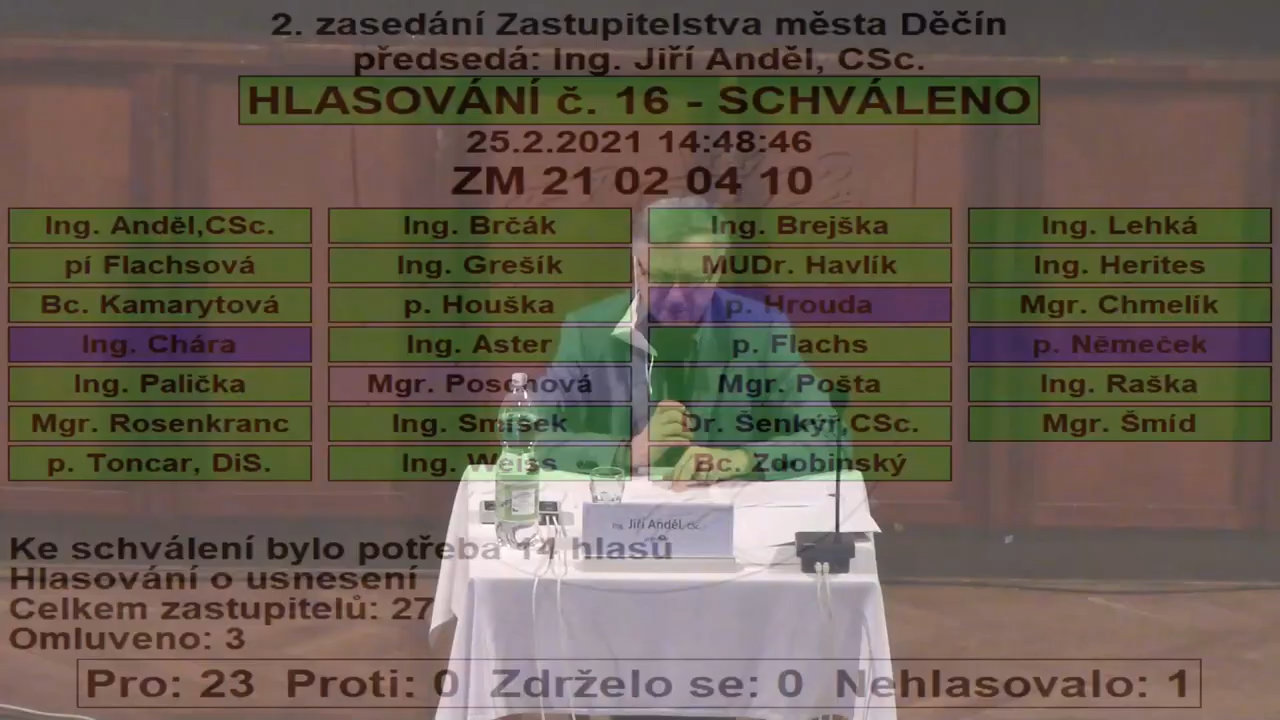 2. zasedání Zastupitelstva města Děčín
předsedá: Ing. Jiří Anděl, CSc.
HLASOVÁNÍ č. 16 - SCHVÁLENO
25.2.2021 14:48:46
ZM 21 02 04 10
Ing. Anděl,CSc. Ing. Brčák Ing. Brejška Ing. Lehká
pí Flachsová Ing. Grešík MUDr. Havlík Ing. Herites
Bc. Kamarytová p. Houška p. Hrouda Mgr. Chmelík
Ing. Chára Ing. Aster p. Flachs p. Němeček
Ing. Palička Mgr. Poschová Mgr. Pošta Ing. Raška
Mgr. Rosenkranc Ing. Smíšek Dr. Šenkýř,CSc. Mgr. Šmíd
p. Toncar, DiS. Ing. Weiss Bc. Zdobinský
Ing. Jiří Anděl, CSc.
Ke schválení bylo potřeba 14 hlasů
Hlasování o usnesení
Celkem zastupitelů: 27
Omluveno: 3
Pro: 23 Proti: 0 Zdrželo se: 0 Nehlasovalo: 1